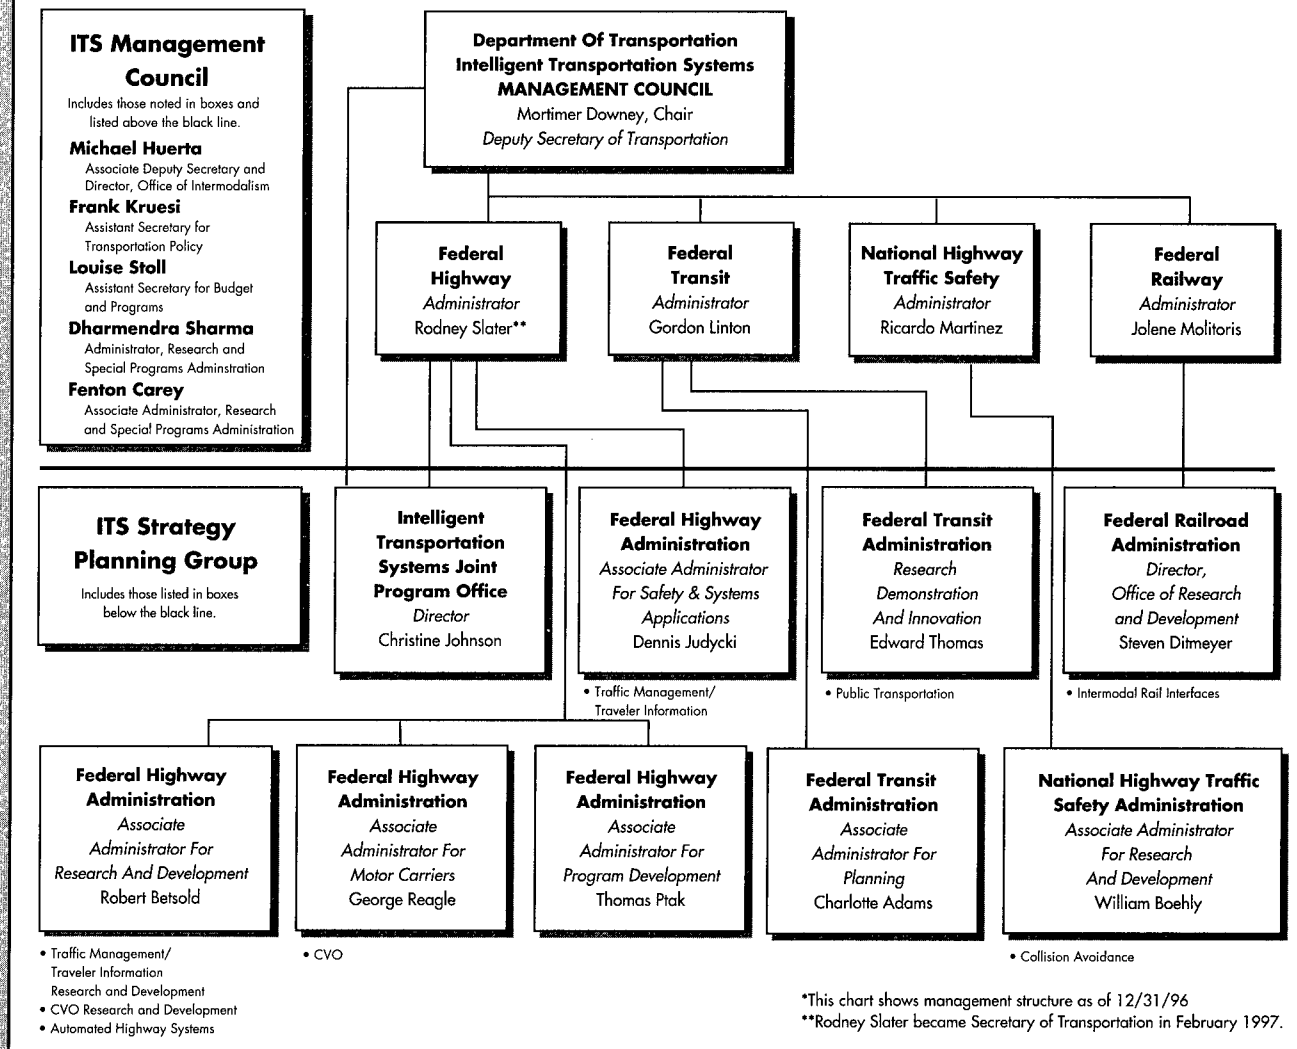 ITS Management
Council
Includes those noted in boxes and
listed above the black line.
Michael Huerta
Associate Deputy Secretary and
Director, Office of Intermodalism
Frank Kruesi
Assistant Secretary for
Transportation Policy
Louise Stoll
Assistant Secretary for Budget
and Programs
Dharmendra Sharma
Administrator, Research and
Special Programs Adminstration
Fenton Carey
Associate Administrator, Research
and Special Programs Administration
Department Of Transportation
Intelligent Transportation Systems
MANAGEMENT COUNCIL
Mortimer Downey, Chair
Deputy Secretary of Transportation
Federal
Highway
Administrator
Rodney Slater**
Federal
Transit
Administrator
Gordon Linton
National Highway
Traffic Safety
Administrator
Ricardo Martinez
Federal
Railway
Administrator
Jolene Molitoris
ITS Strategy
Planning Group
Includes those listed in boxes
below the black line.
Intelligent
Transportation
Systems Joint
Program Office
Director
Christine Johnson
Federal Highway
Administration
Associate Administrator
For Safety & Systems
Applications
Dennis Judycki
• Traffic Management/
Traveler Information
Federal Transit
Administration
Research
Demonstration
And Innovation
Edward Thomas
• Public Transportation
Federal Railroad
Administration
Director,
Office of Research
and Development
Steven Ditmeyer
• Intermodal Rail Interfaces
Federal Highway
Administration
Associate
Administrator For
Research And Development
Robert Betsold
• Traffic Management/
Traveler Information
Research and Development
• CVO Research and Development
• Automated Highway Systems
Federal Highway
Administration
Associate
Administrator For
Motor Carriers
George Reagle
• CVO
Federal Highway
Administration
Associate
Administrator For
Program Development
Thomas Ptak
Federal Transit
Administration
Associate
Administrator For
Planning
Charlotte Adams
National Highway Traffic
Safety Administration
Associate Administrator
For Research
And Development
William Boehly
• Collision Avoidance
*This chart shows management structure as of 12/31/96
**Rodney Slater became Secretary of Transportation in February 1997.